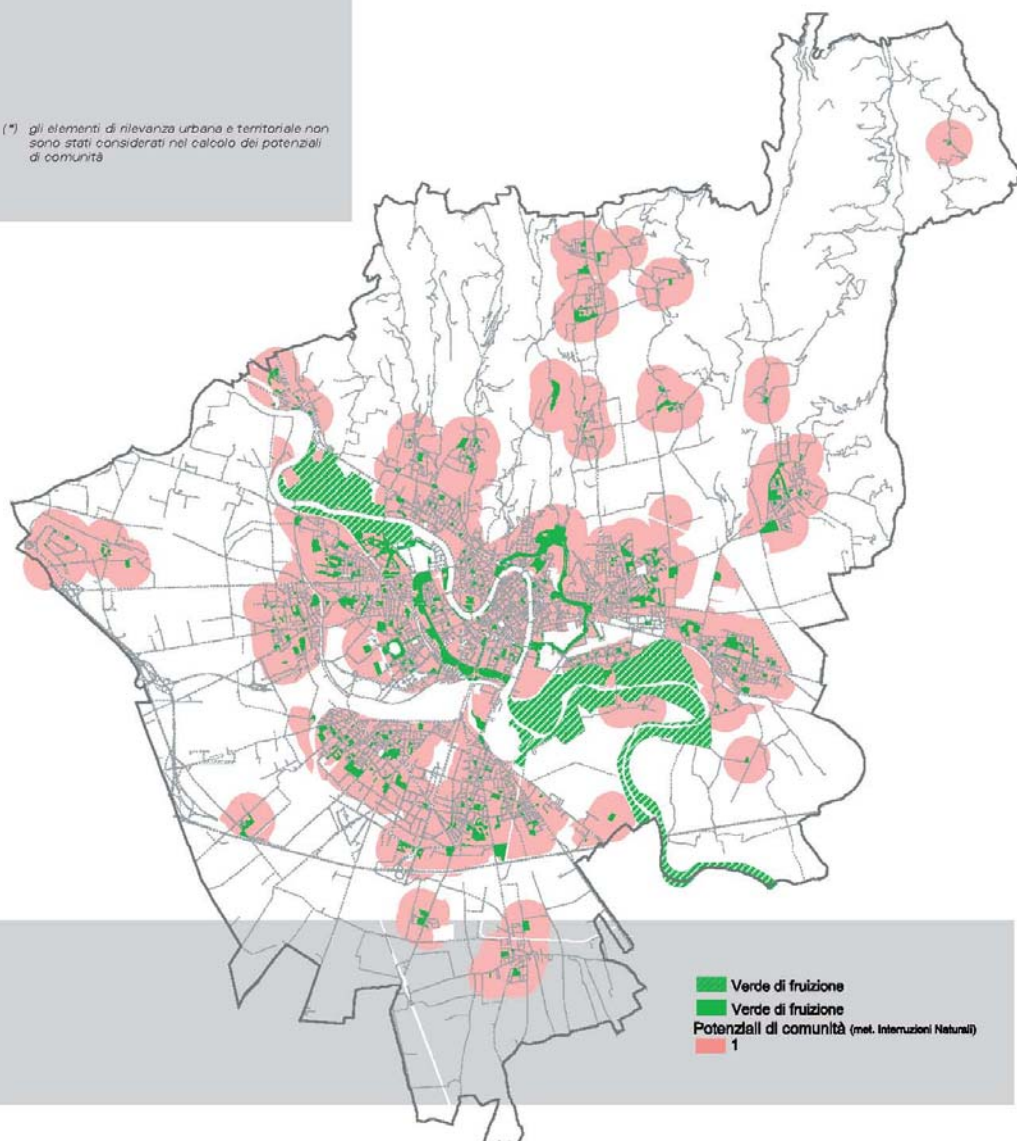 (*) gli elementi di rilevanza urbana e territoriale non
sono stati considerati nel calcolo dei potenziali
di comunità
Verde di fruizione
Verde di fruizione
Potenziali di comunità (met. Interruzioni Naturali)
1